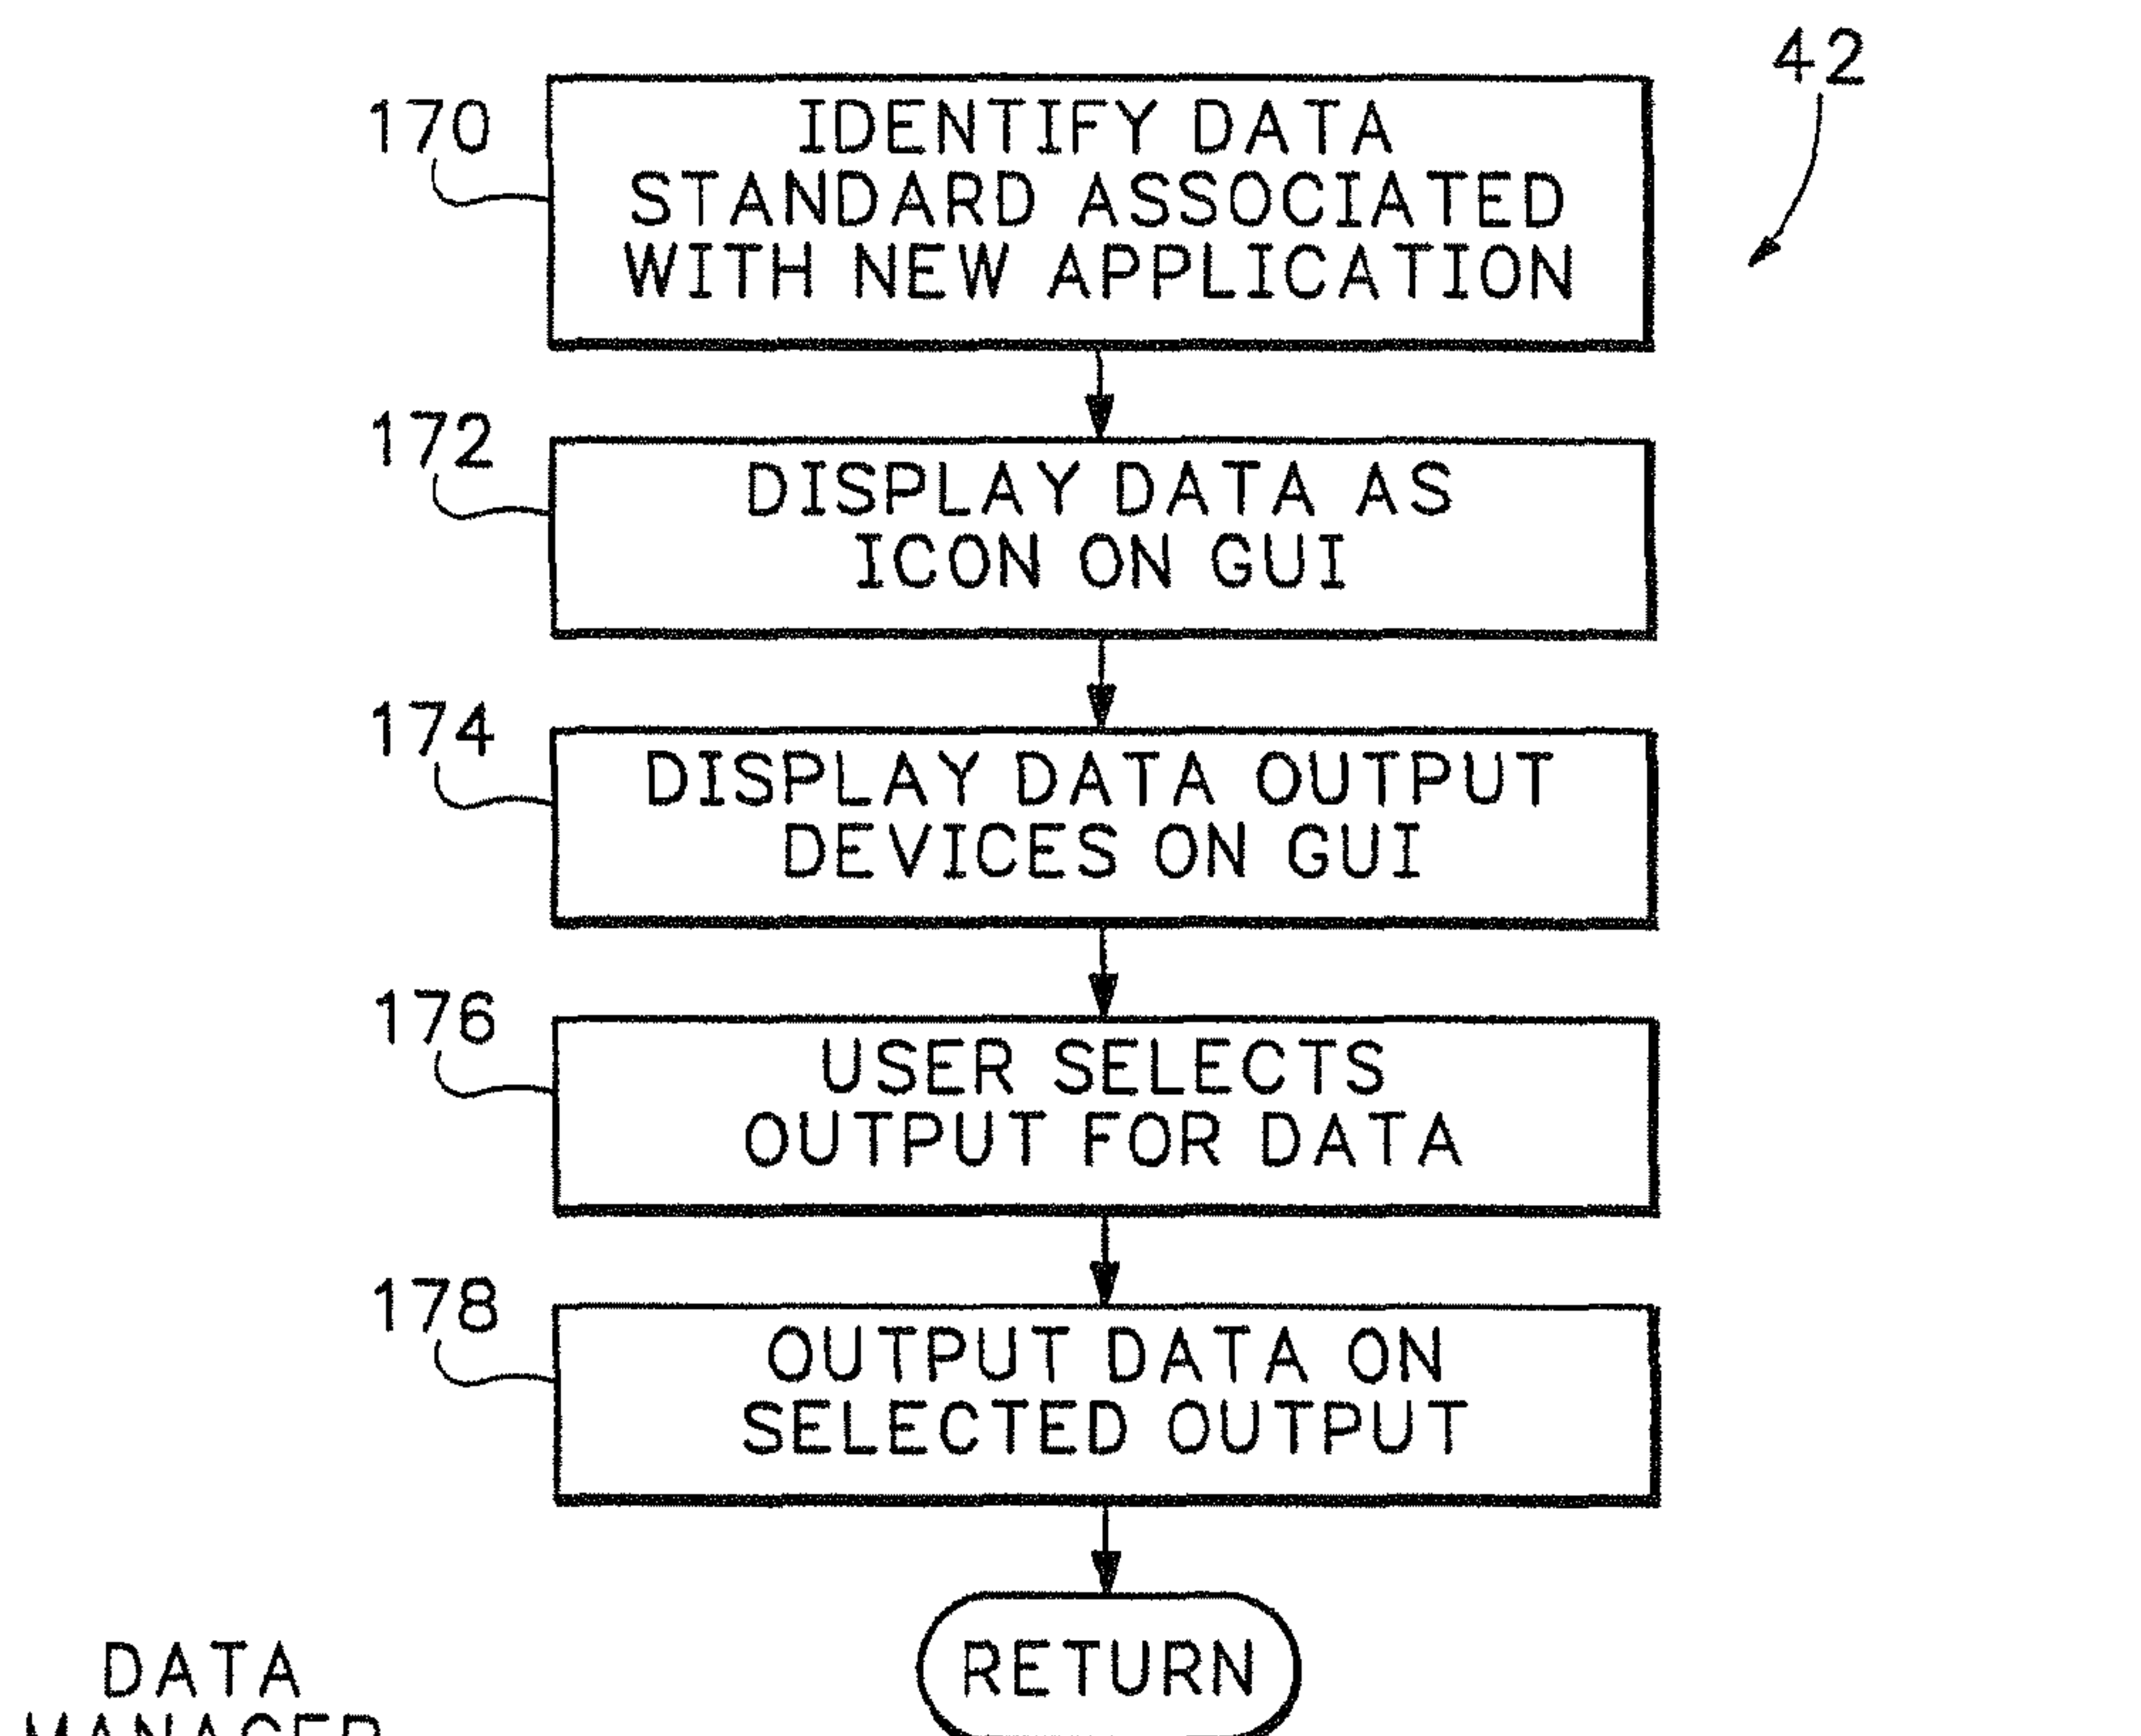 42
170
IDENTIFY DATA
STANDARD ASSOCIATED
WITH NEW APPLICATION
172
DISPLAY DATA AS
ICON ON GUI
174
DISPLAY DATA OUTPUT
DEVICES ON GUI
176
USER SELECTS
OUTPUT FOR DATA
178
OUTPUT DATA ON
SELECTED OUTPUT
RETURN
DATA
MANAGER